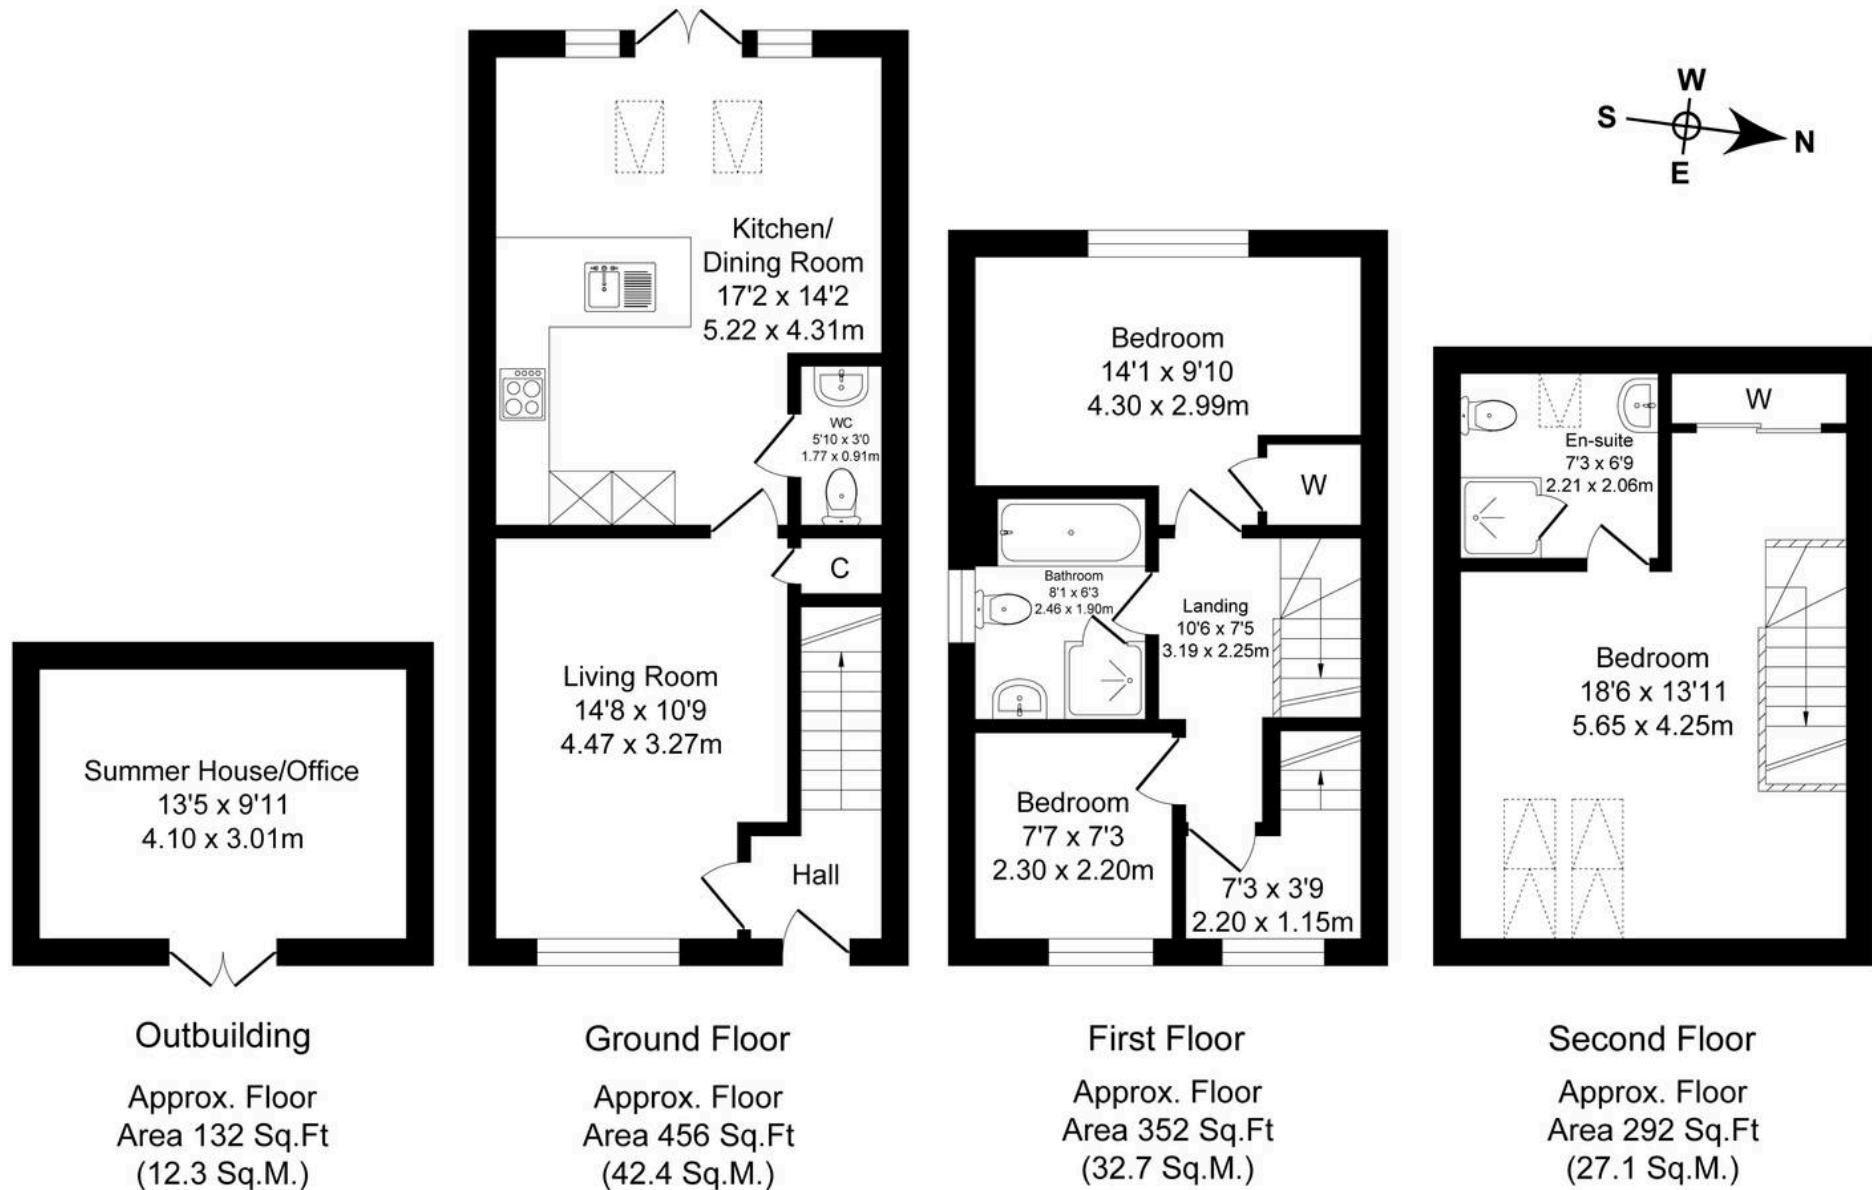 W
S
N
E
Kitchen/
Dining Room
17'2 x 14'2
5.22 x 4.31m
WC
5'10 x 3'0
1.77 x 0.91m
C
Living Room
14'8 x 10'9
4.47 x 3.27m
Hall
Bedroom
14'1 x 9'10
4.30 x 2.99m
W
Bathroom
8'1 x 6'3
2.46 x 1.90m
Landing
10'6 x 7'5
3.19 x 2.25m
Bedroom
7'7 x 7'3
2.30 x 2.20m
7'3 x 3'9
2.20 x 1.15m
W
En-suite
7'3 x 6'9
2.21 x 2.06m
Bedroom
18'6 x 13'11
5.65 x 4.25m
Summer House/Office
13'5 x 9'11
4.10 x 3.01m
Outbuilding
Approx. Floor
Area 132 Sq.Ft
(12.3 Sq.M.)
Ground Floor
Approx. Floor
Area 456 Sq.Ft
(42.4 Sq.M.)
First Floor
Approx. Floor
Area 352 Sq.Ft
(32.7 Sq.M.)
Second Floor
Approx. Floor
Area 292 Sq.Ft
(27.1 Sq.M.)